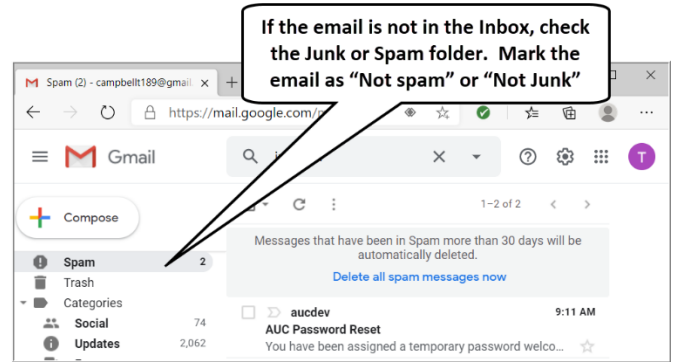 If the email is not in the Inbox, check
the Junk or Spam folder. Mark the
email as “Not spam” or “Not Junk”
Spam (2) - campbellt189@gmail.
https://mail.google.com/
Gmail
T
Compose
1–2 of 2
Messages that have been in Spam more than 30 days will be
automatically deleted.
Delete all spam messages now
Spam 2
Trash
Categories
Social 74
Updates 2,062
aucdev 9:11 AM
AUC Password Reset
You have been assigned a temporary password welco...